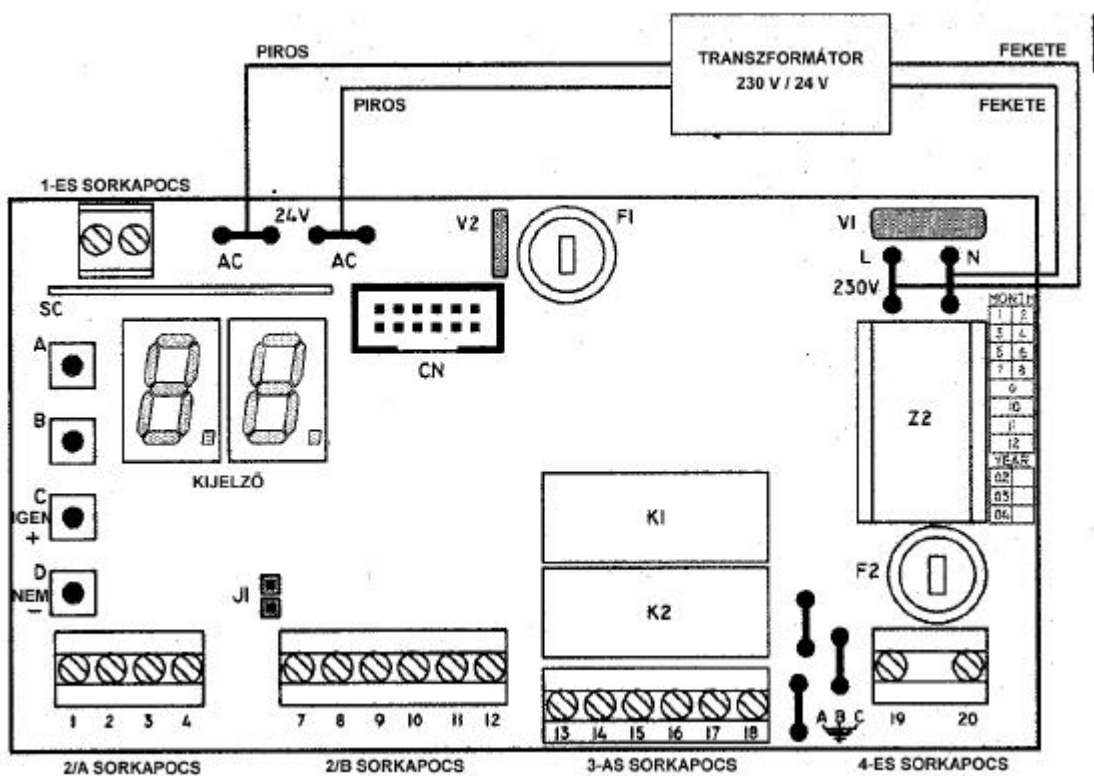 PIROS
TRANSZFORMÁTOR
230 V / 24 V
FEKETE
PIROS
FEKETE
1-ES SORKAPOCS
24V
V2
F1
V1
AC
AC
L
N
230V
SC
CN
MONTH
1 2
3 4
5 6
7 8
9
10
11
12
YEAR
02
03
04
A
B
KIJELZŐ
Z2
C
IGEN
+
K1
D
NEM
-
J1
K2
F2
1 2 3 4
7 8 9 10 11 12
13 14 15 16 17 18
A B C
19 20
2/A SORKAPOCS
2/B SORKAPOCS
3-AS SORKAPOCS
4-ES SORKAPOCS